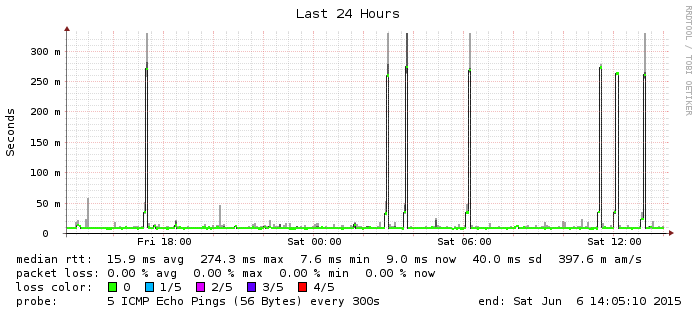 Last 24 Hours
RRDTOOL / TOBI OETIKER
Seconds
300 m
250 m
200 m
150 m
100 m
50 m
0
Fri 18:00 Sat 00:00 Sat 06:00 Sat 12:00
median rtt: 15.9 ms avg 274.3 ms max 7.6 ms min 9.0 ms now 40.0 ms sd 397.6 m am/s
packet loss: 0.00 % avg 0.00 % max 0.00 % min 0.00 % now
loss color: 0 1/5 2/5 3/5 4/5
probe: 5 ICMP Echo Pings (56 Bytes) every 300s end: Sat Jun 6 14:05:10 2015